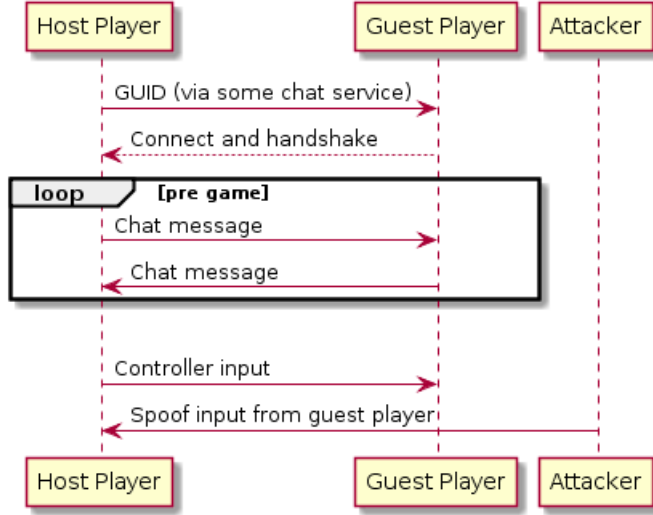 Host Player Guest Player Attacker
GUID (via some chat service)
Connect and handshake
loop [pre game]
Chat message
Chat message
Controller input
Spoof input from guest player
Host Player Guest Player Attacker